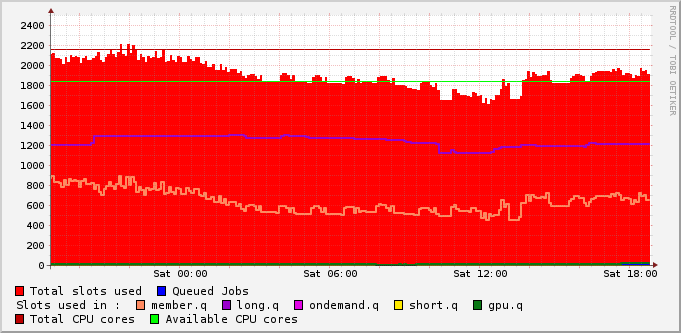 RRDTOOL / TOBI OETIKER
2400
2200
2000
1800
1600
1400
1200
1000
800
600
400
200
0
Sat 00:00 Sat 06:00 Sat 12:00 Sat 18:00
Total slots used Queued Jobs
Slots used in : member.q long.q ondemand.q short.q gpu.q
Total CPU cores Available CPU cores